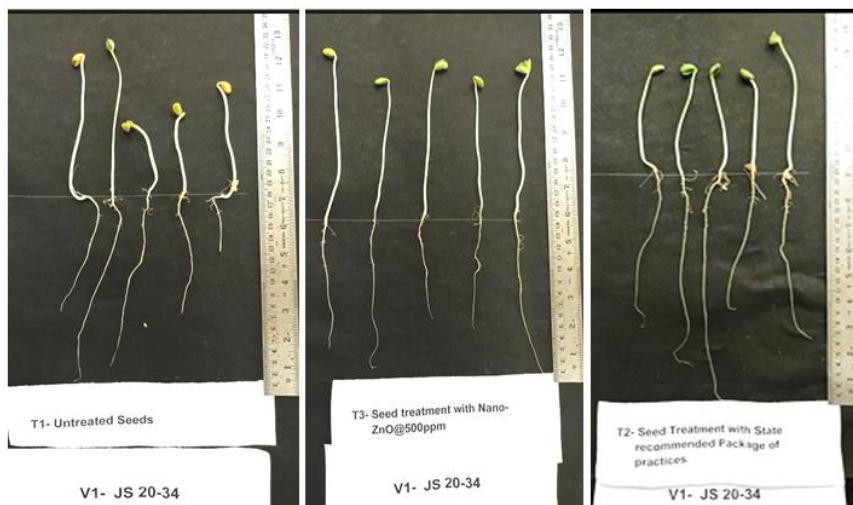 T1- Untreated Seeds
V1- JS 20-34
T3- Seed treatment with Nano-
ZnO@500ppm
V1- JS 20-34
T2- Seed Treatment with State
recommended Package of
practices
V1- JS 20-34